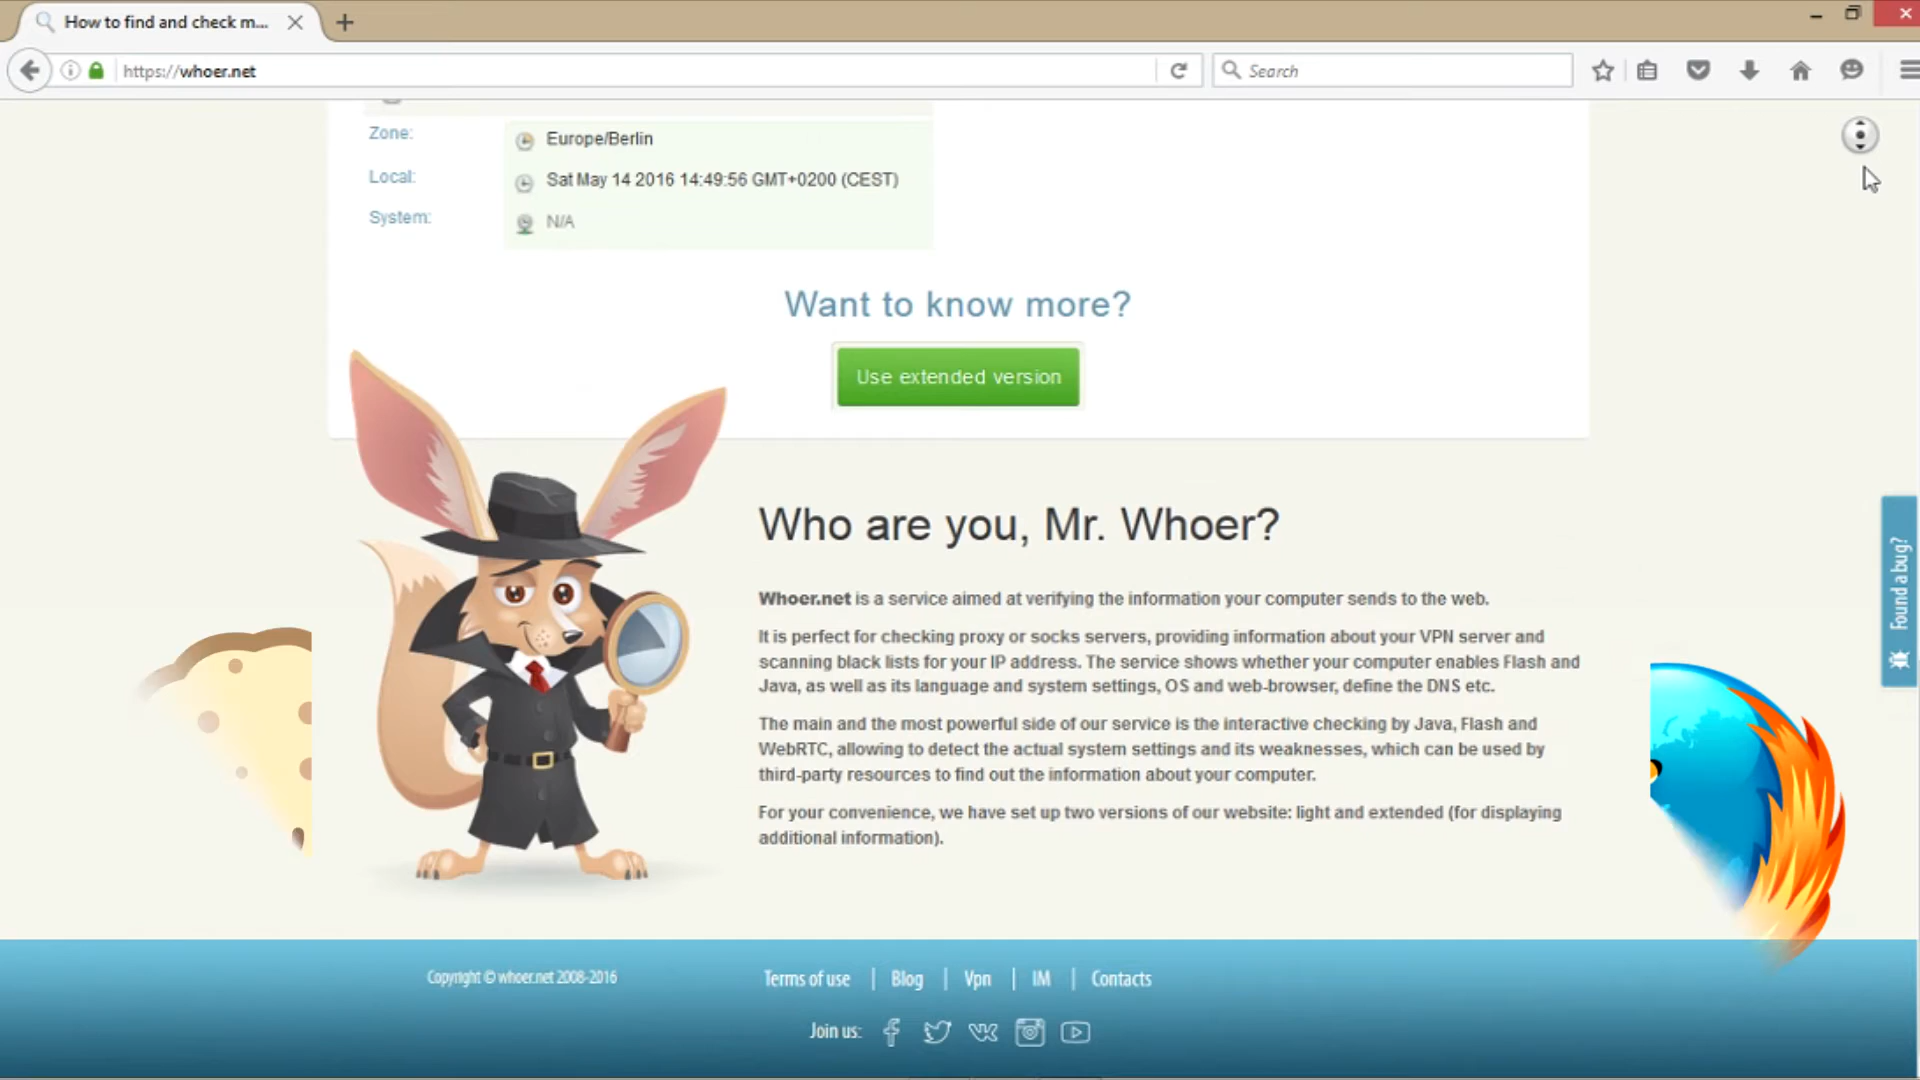 How to find and check m...
https://whoer.net
Search
Zone:
Europe/Berlin
Local:
Sat May 14 2016 14:49:56 GMT+0200 (CEST)
System:
N/A
Want to know more?
Use extended version
Who are you, Mr. Whoer?
Whoer.net is a service aimed at verifying the information your computer sends to the web.
It is perfect for checking proxy or socks servers, providing information about your VPN server and
scanning black lists for your IP address. The service shows whether your computer enables Flash and
Java, as well as its language and system settings, OS and web-browser, define the DNS etc.
The main and the most powerful side of our service is the interactive checking by Java, Flash and
WebRTC, allowing to detect the actual system settings and its weaknesses, which can be used by
third-party resources to find out the information about your computer.
For your convenience, we have set up two versions of our website: light and extended (for displaying
additional information).
Found a bug?
Copyright © whoer.net 2008-2016
Terms of use | Blog | Vpn | IM | Contacts
Join us: